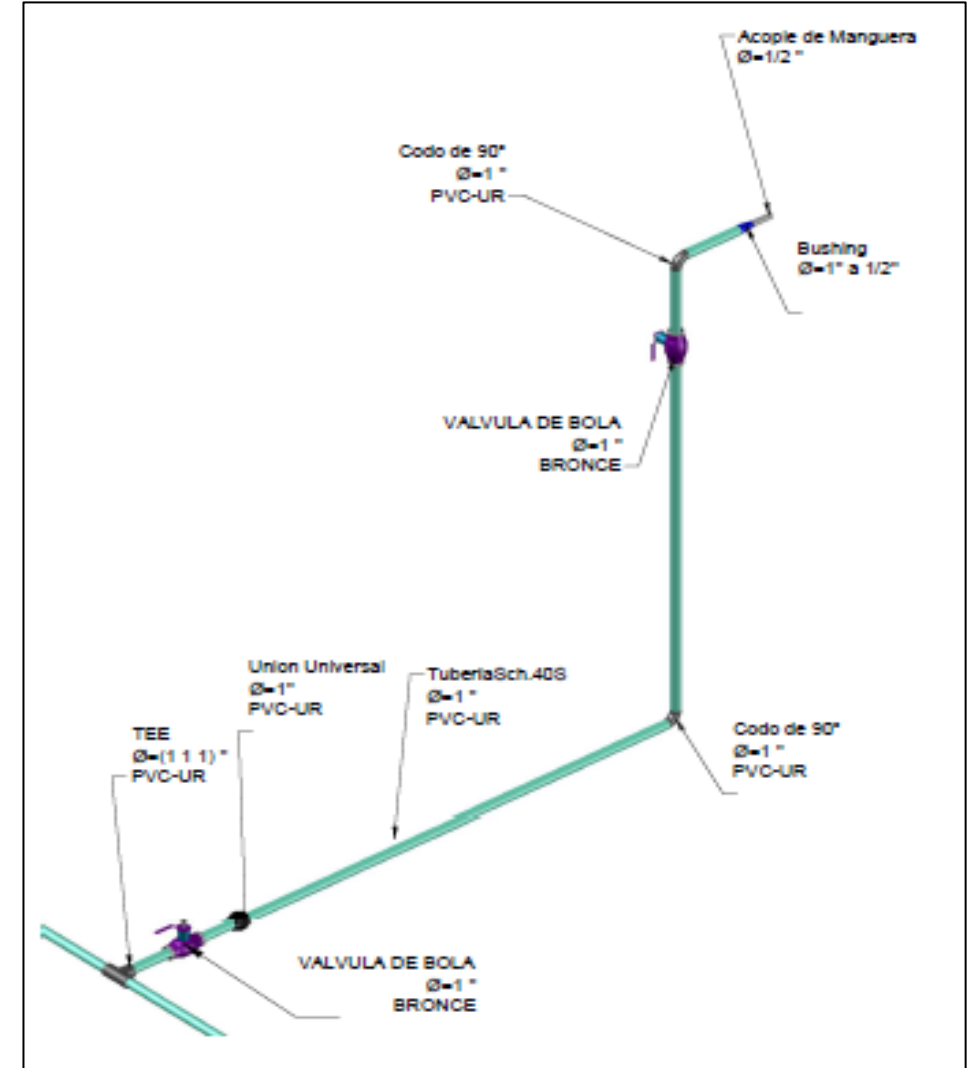 Acople de Manguera
Ø=1/2 "
Codo de 90°
Ø=1 "
PVC-UR
Bushing
Ø=1" a 1/2"
VALVULA DE BOLA
Ø=1 "
BRONCE
Union Universal
Ø=1"
PVC-UR
TuberiaSch.40S
Ø=1 "
PVC-UR
TEE
Ø=(1 1 1) "
PVC-UR
Codo de 90°
Ø=1 "
PVC-UR
VALVULA DE BOLA
Ø=1 "
BRONCE